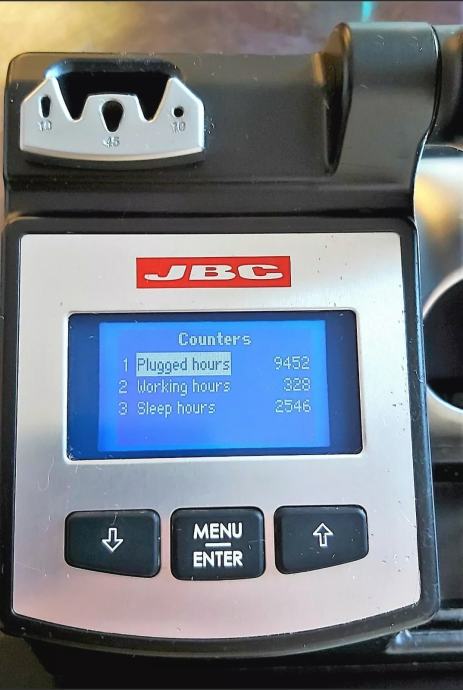 10 45 10
JBC
Counters
1 Plugged hours 9452
2 Working hours 328
3 Sleep hours 2546
MENU
ENTER